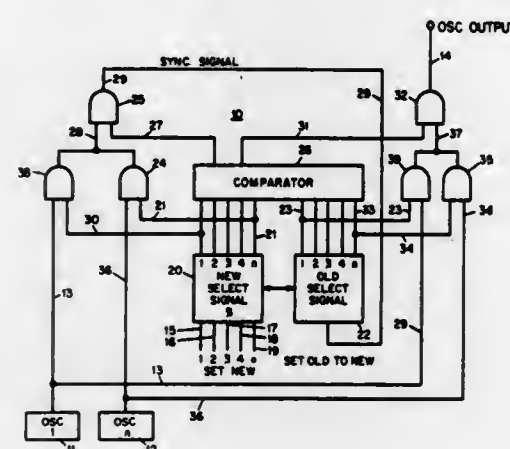 OSC OUTPUT
SYNC SIGNAL
29
14
25
29
32
10
28
27
31
37
26
38
24
COMPARATOR
38
35
21
23
33
23
34
30
21
34
1 2 3 4 n
1 2 3 4 n
20
NEW
SELECT
SIGNAL
OLD
SELECT
SIGNAL
13
36
15
17
22
29
16
18
19
1 2 3 4 n
SET NEW
SET OLD TO NEW
13
36
OSC
1
OSC
n
11